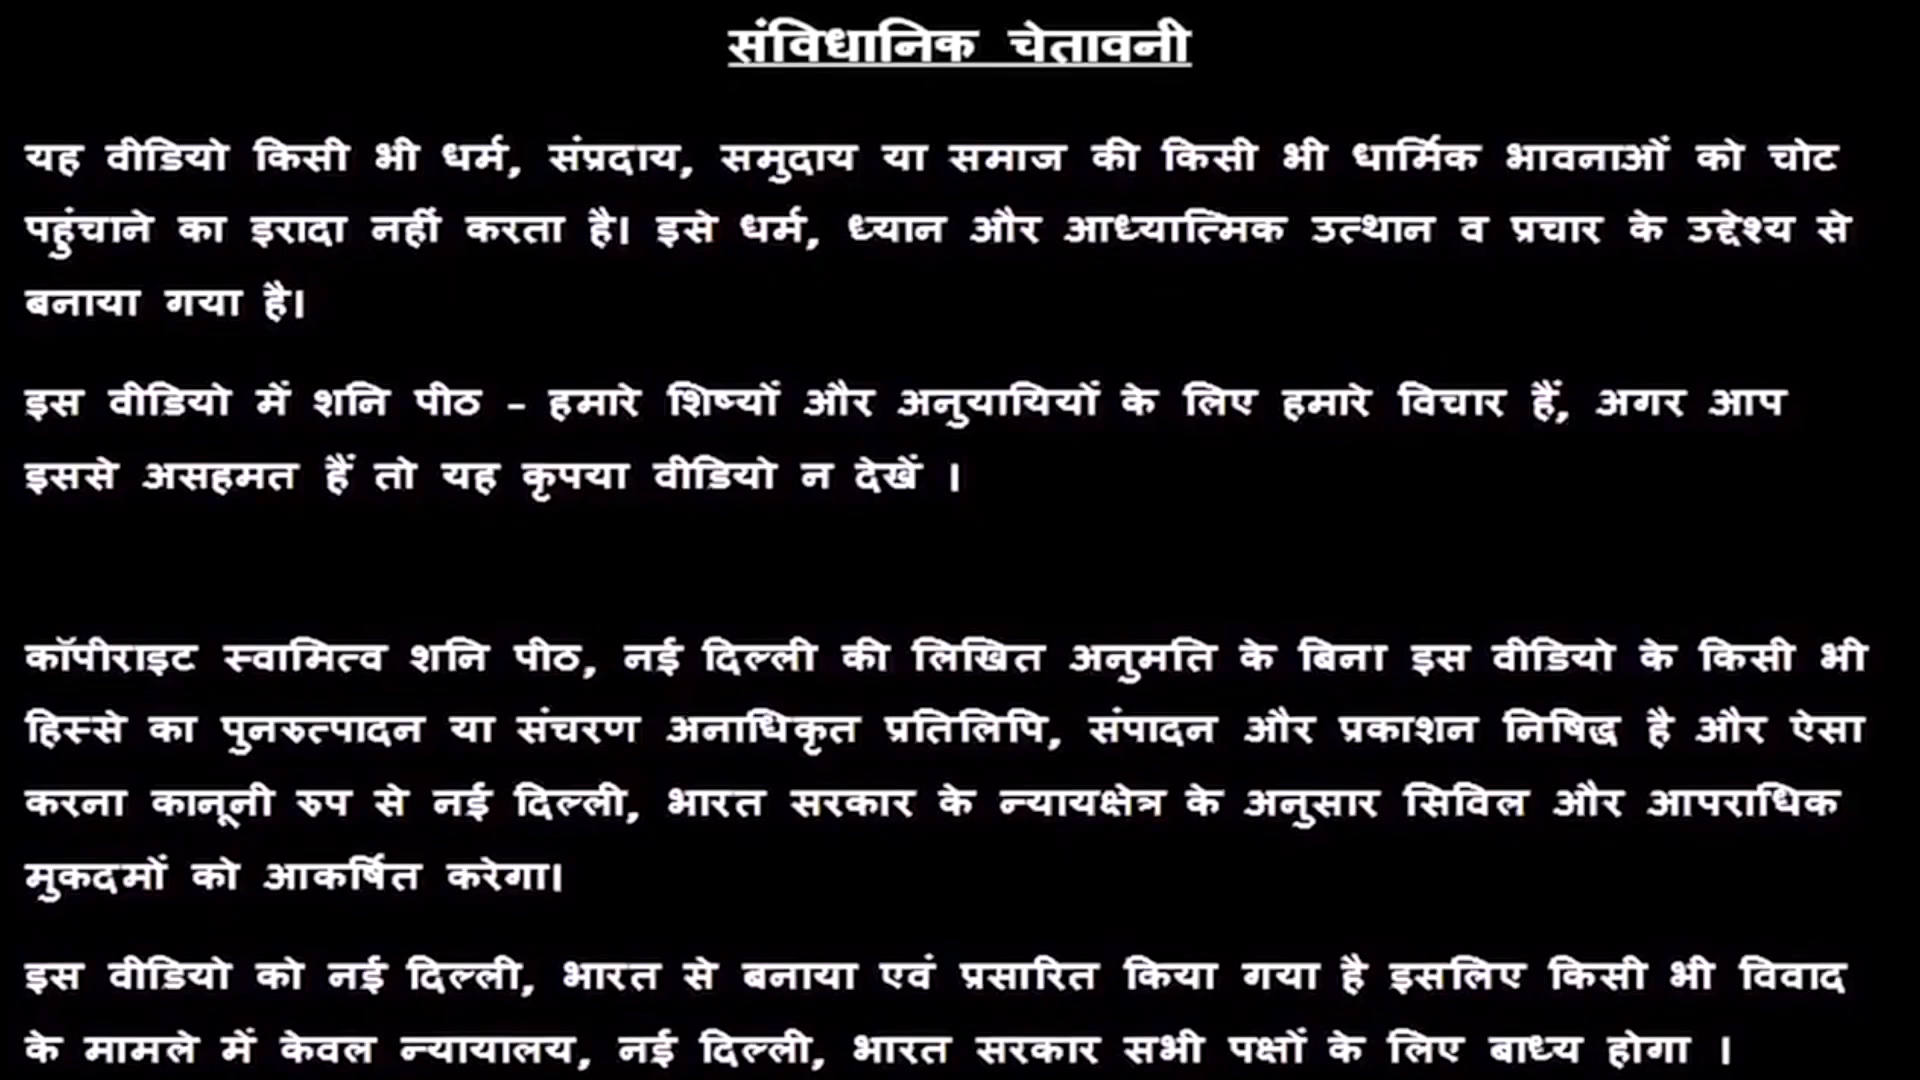 संविधानिक चेतावनी
यह वीडियो किसी भी धर्म, संप्रदाय, समुदाय या समाज की किसी भी धार्मिक भावनाओं को चोट
पहुंचाने का इरादा नहीं करता है। इसे धर्म, ध्यान और आध्यात्मिक उत्थान व प्रचार के उद्देश्य से
बनाया गया है।
इस वीडियो में शनि पीठ - हमारे शिष्यों और अनुयायियों के लिए हमारे विचार हैं, अगर आप
इससे असहमत हैं तो यह कृपया वीडियो न देखें ।
कॉपीराइट स्वामित्व शनि पीठ, नई दिल्ली की लिखित अनुमति के बिना इस वीडियो के किसी भी
हिस्से का पुनरुत्पादन या संचरण अनाधिकृत प्रतिलिपि, संपादन और प्रकाशन निषिद्ध है और ऐसा
करना कानूनी रुप से नई दिल्ली, भारत सरकार के न्यायक्षेत्र के अनुसार सिविल और आपराधिक
मुकदमों को आकर्षित करेगा।
इस वीडियो को नई दिल्ली, भारत से बनाया एवं प्रसारित किया गया है इसलिए किसी भी विवाद
के मामले में केवल न्यायालय, नई दिल्ली, भारत सरकार सभी पक्षों के लिए बाध्य होगा ।